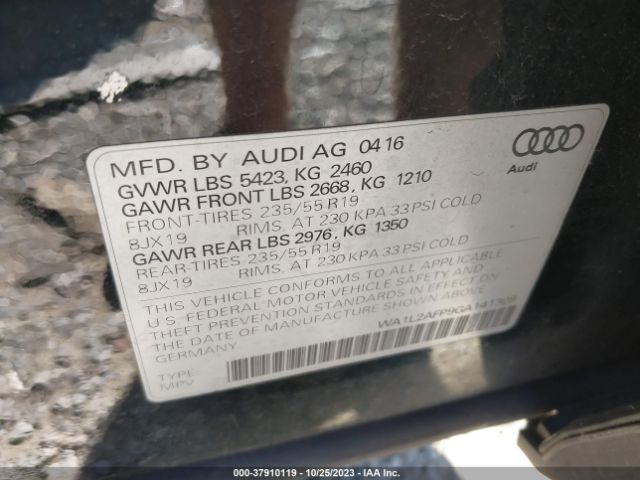 MFD. BY AUDI AG 04 16
GVWR LBS 5423, KG 2460
GAWR FRONT LBS 2668, KG 1210
FRONT-TIRES 235/55 R19
8JX19 RIMS, AT 230 KPA 33 PSI COLD
GAWR REAR LBS 2976, KG 1350
REAR-TIRES 235/55 R19
8JX19 RIMS, AT 230 KPA 33 PSI COLD
THIS VEHICLE CONFORMS TO ALL APPLICABLE
U.S. FEDERAL MOTOR VEHICLE SAFETY AND
THEFT PREVENTION STANDARDS IN EFFECT ON
THE DATE OF MANUFACTURE SHOWN ABOVE.
GERMANY
WA1L2AFP9GA141309
TYPE
MPV
Audi
000-37910119 - 10/25/2023 - © IAA Inc.